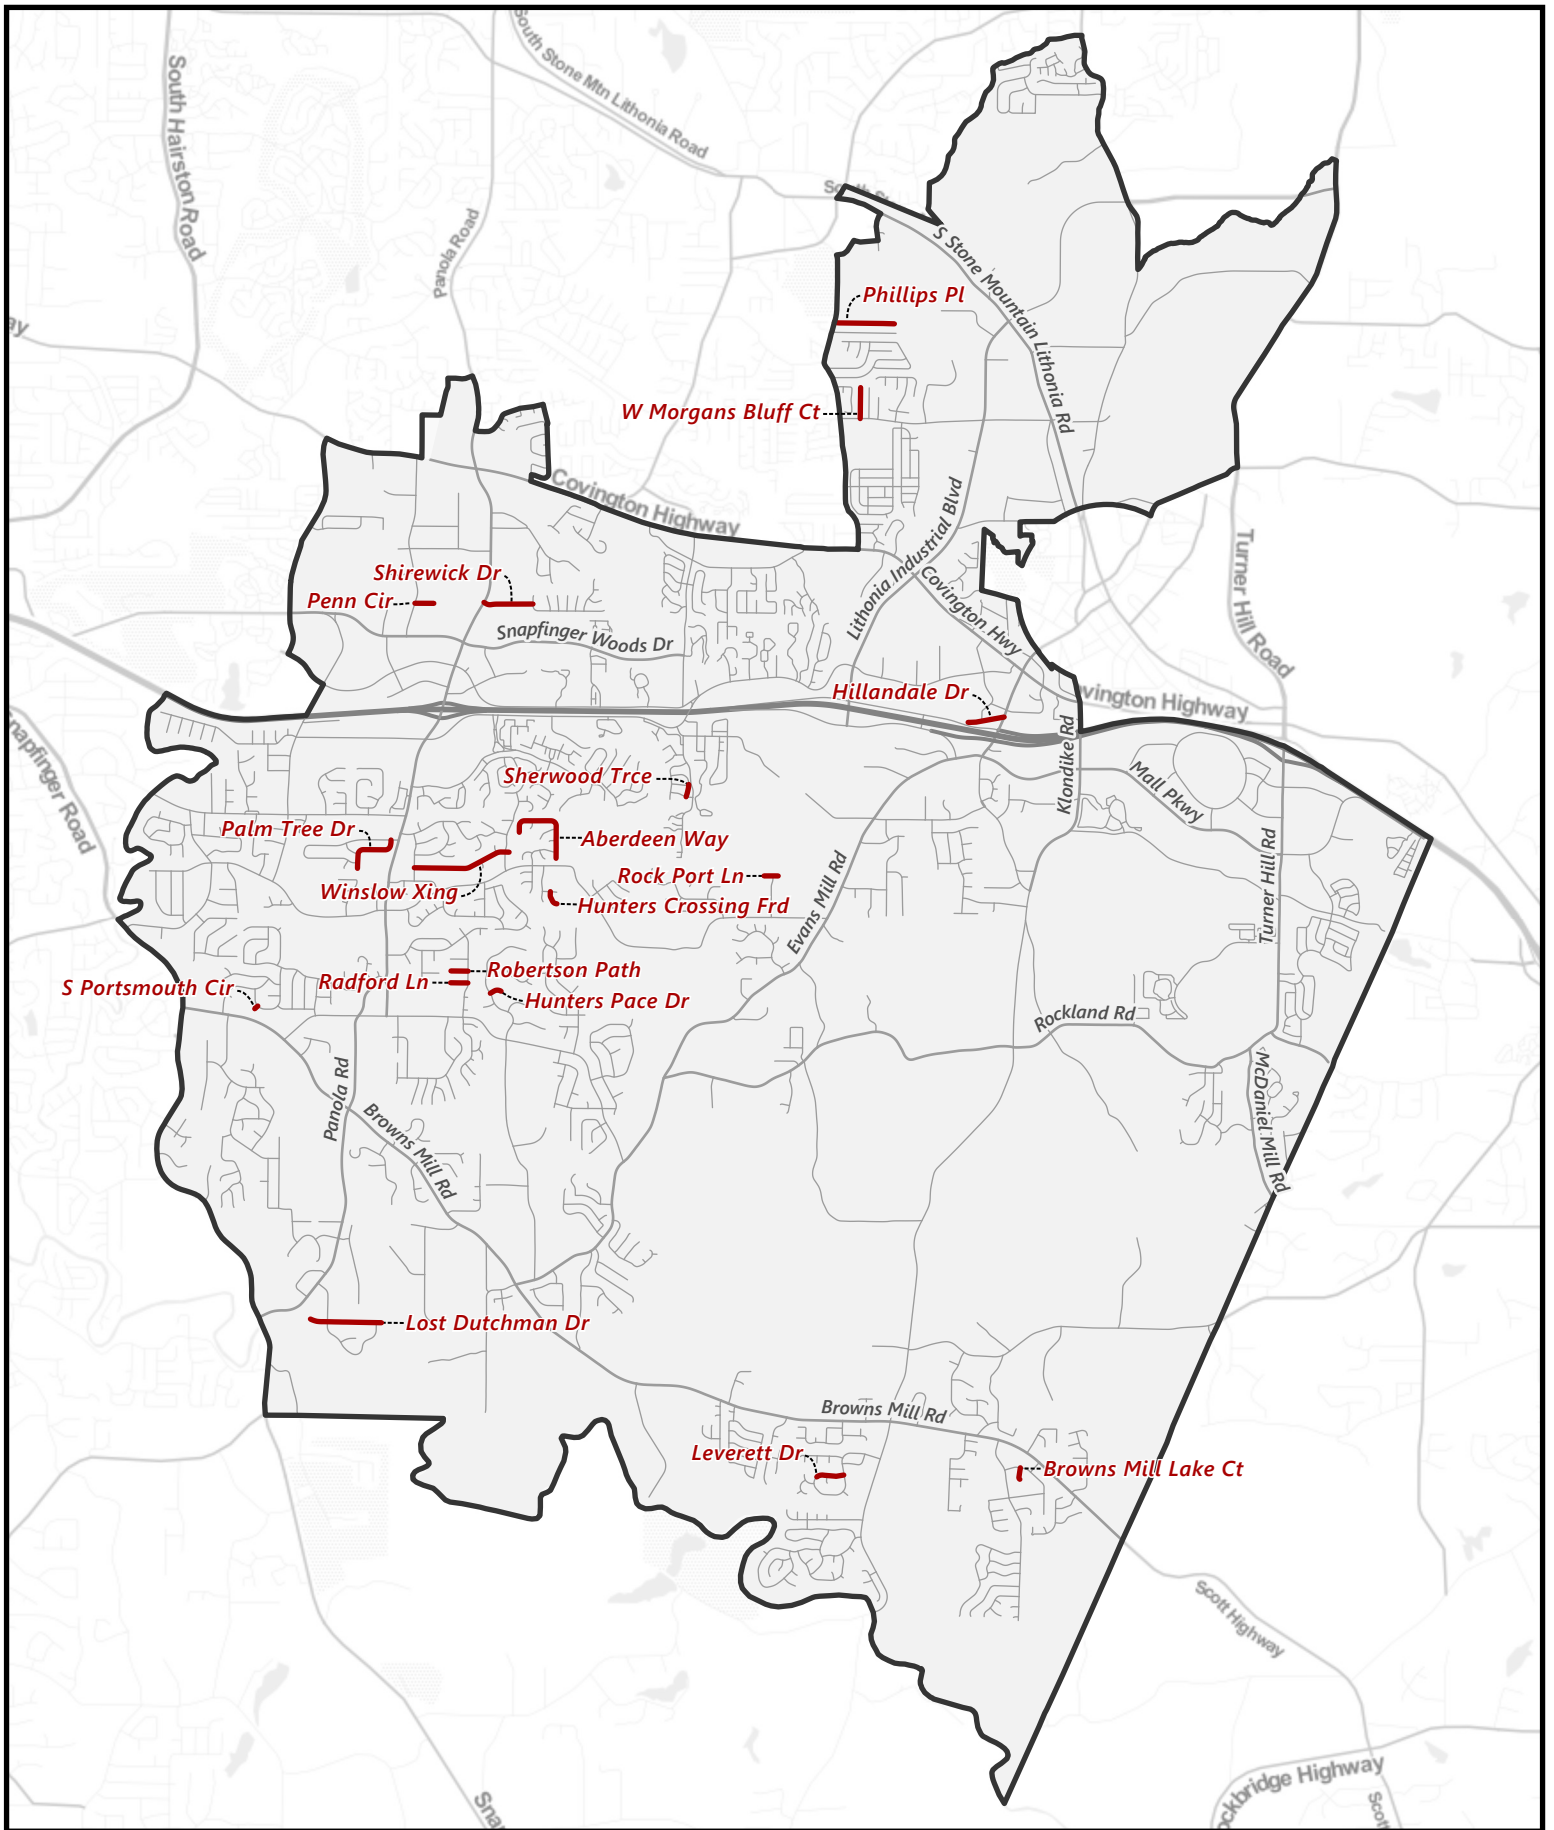 South Stone Mtn Lithonia Road
South Hairston Road
Panola Road
S Stone Mountain Lithonia Rd
Phillips Pl
W Morgans Bluff Ct
Covington Highway
Lithonia Industrial Blvd
Turner Hill Road
Shirewick Dr
Penn Cir
Covington Hwy
Snapfinger Woods Dr
Hillandale Dr
Covington Highway
Snapfinger Road
Klondike Rd
Sherwood Trce
Mall Pkwy
Palm Tree Dr
Aberdeen Way
Turner Hill Rd
Rock Port Ln
Winslow Xing
Hunters Crossing Frd
Evans Mill Rd
Robertson Path
Radford Ln
S Portsmouth Cir
Hunters Pace Dr
Rockland Rd
Panola Rd
McDaniel Mill Rd
Browns Mill Rd
Lost Dutchman Dr
Browns Mill Rd
Leverett Dr
Browns Mill Lake Ct
Scott Highway
ockbridge Highway
Scott
Sna